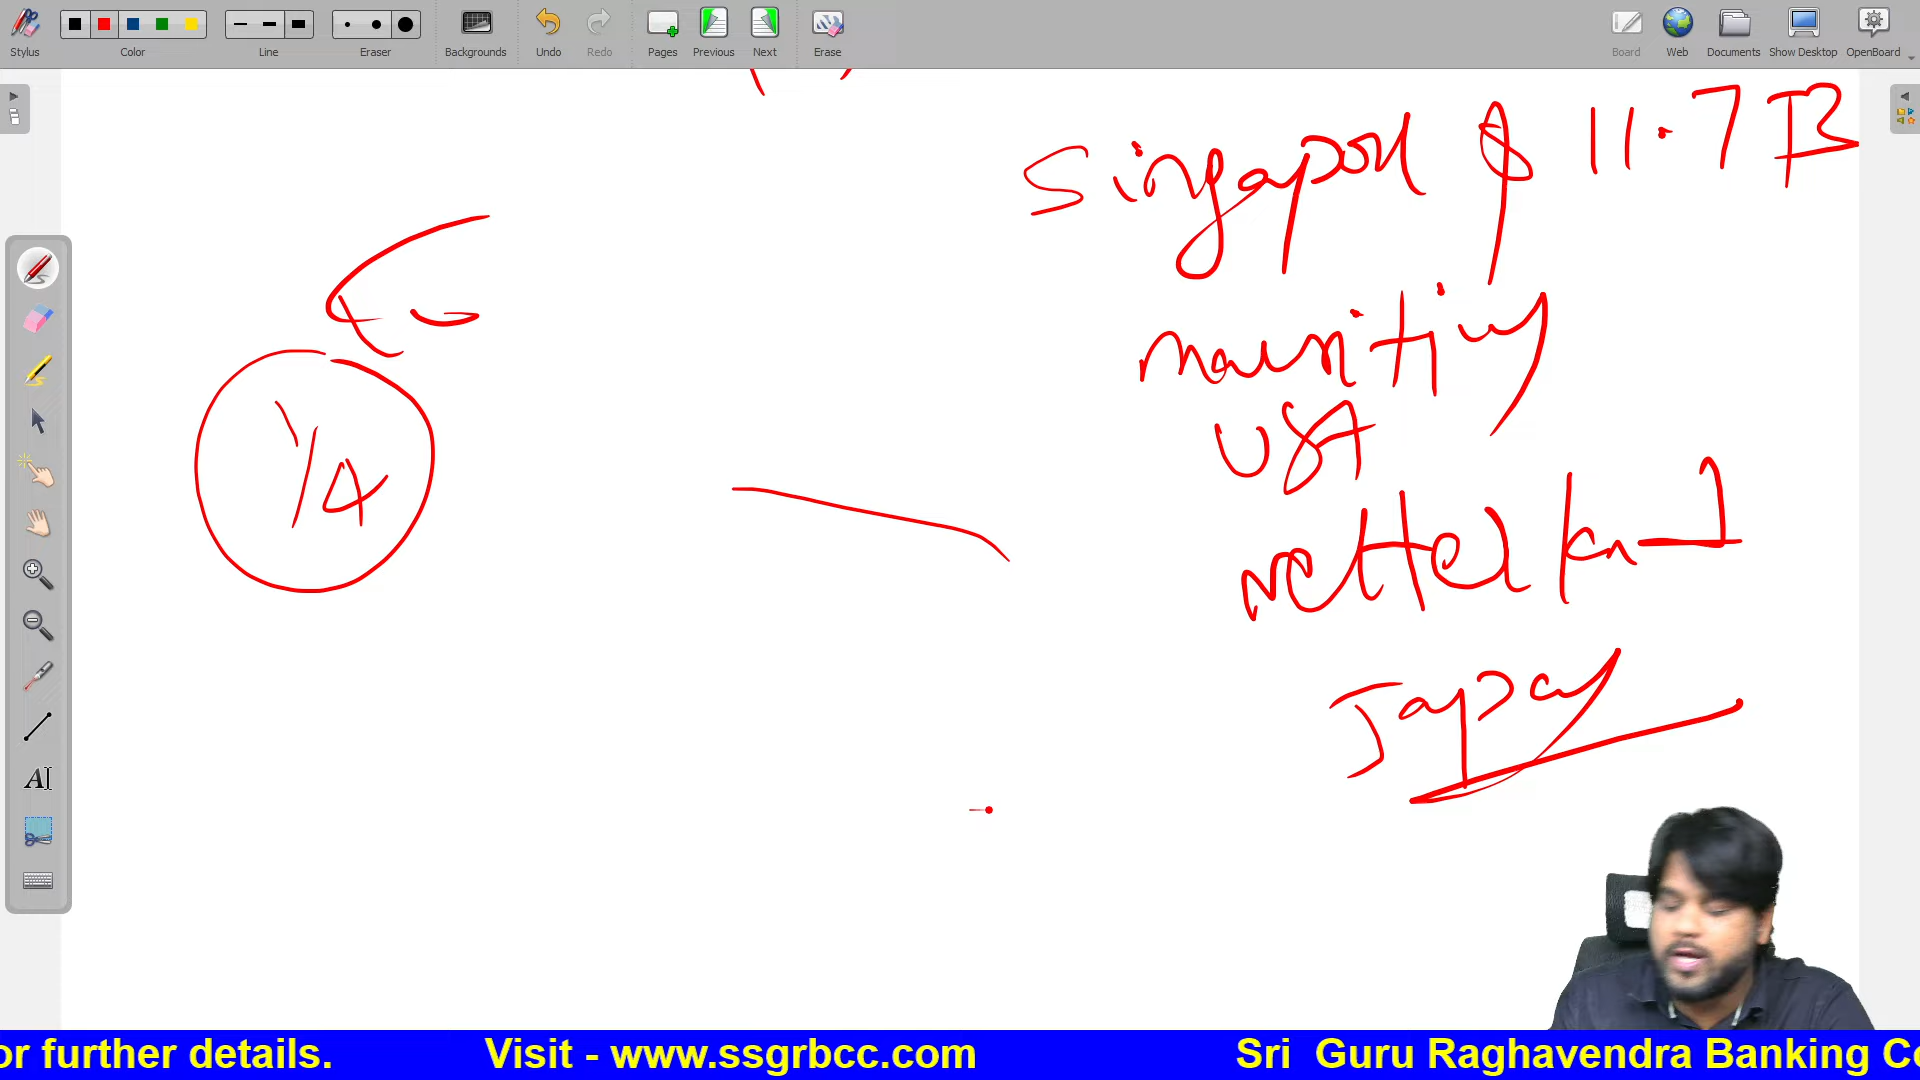 Stylus
Color
Line
Eraser
Backgrounds
Undo
Redo
Pages
Previous
Next
Erase
Board
Web
Documents
Show Desktop
OpenBoard
Singapore $ 11.7 B
mauritius
USA
netherland
Japan
1/4
or further details. Visit - www.ssgrbcc.com Sri Guru Raghavendra Banking Co